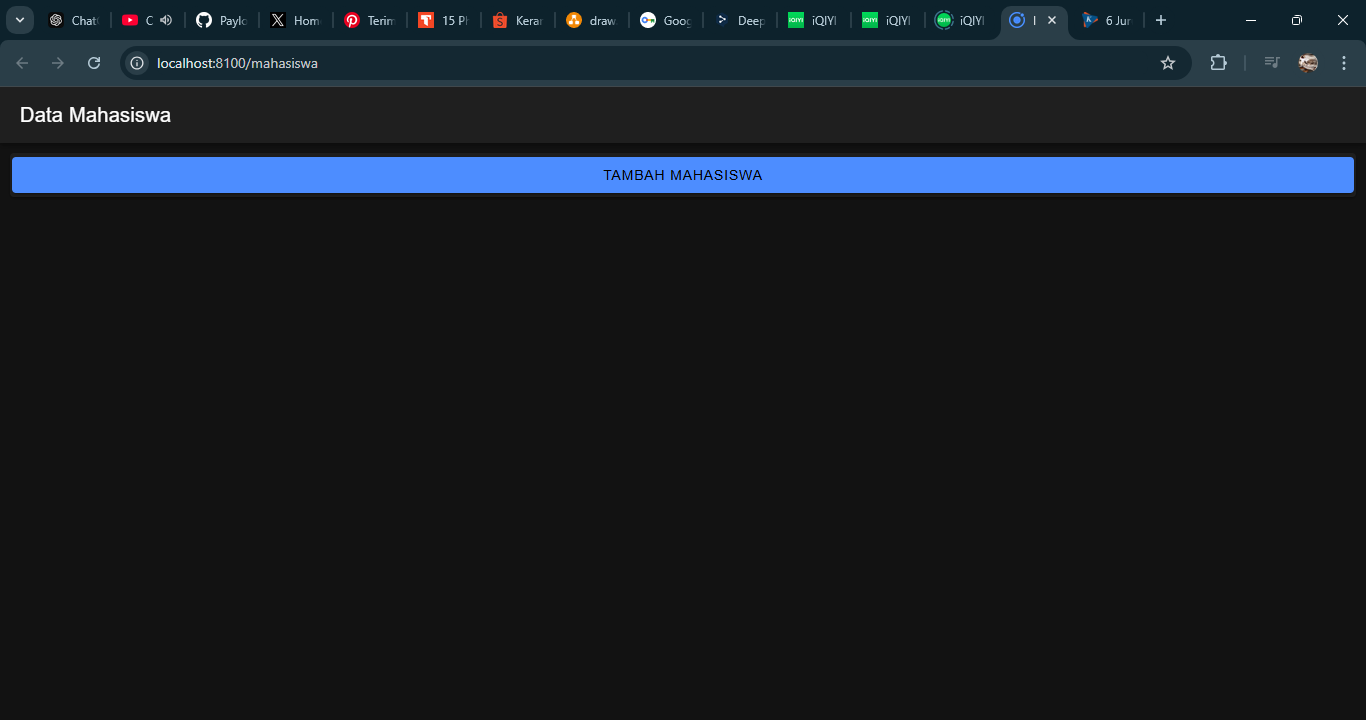 Chat
C
Paylo
Hom
Terim
15 P
Keran
draw
Goog
Deep
iQIYI
iQIYI
iQIYI
6 Jun
localhost:8100/mahasiswa
Data Mahasiswa
TAMBAH MAHASISWA